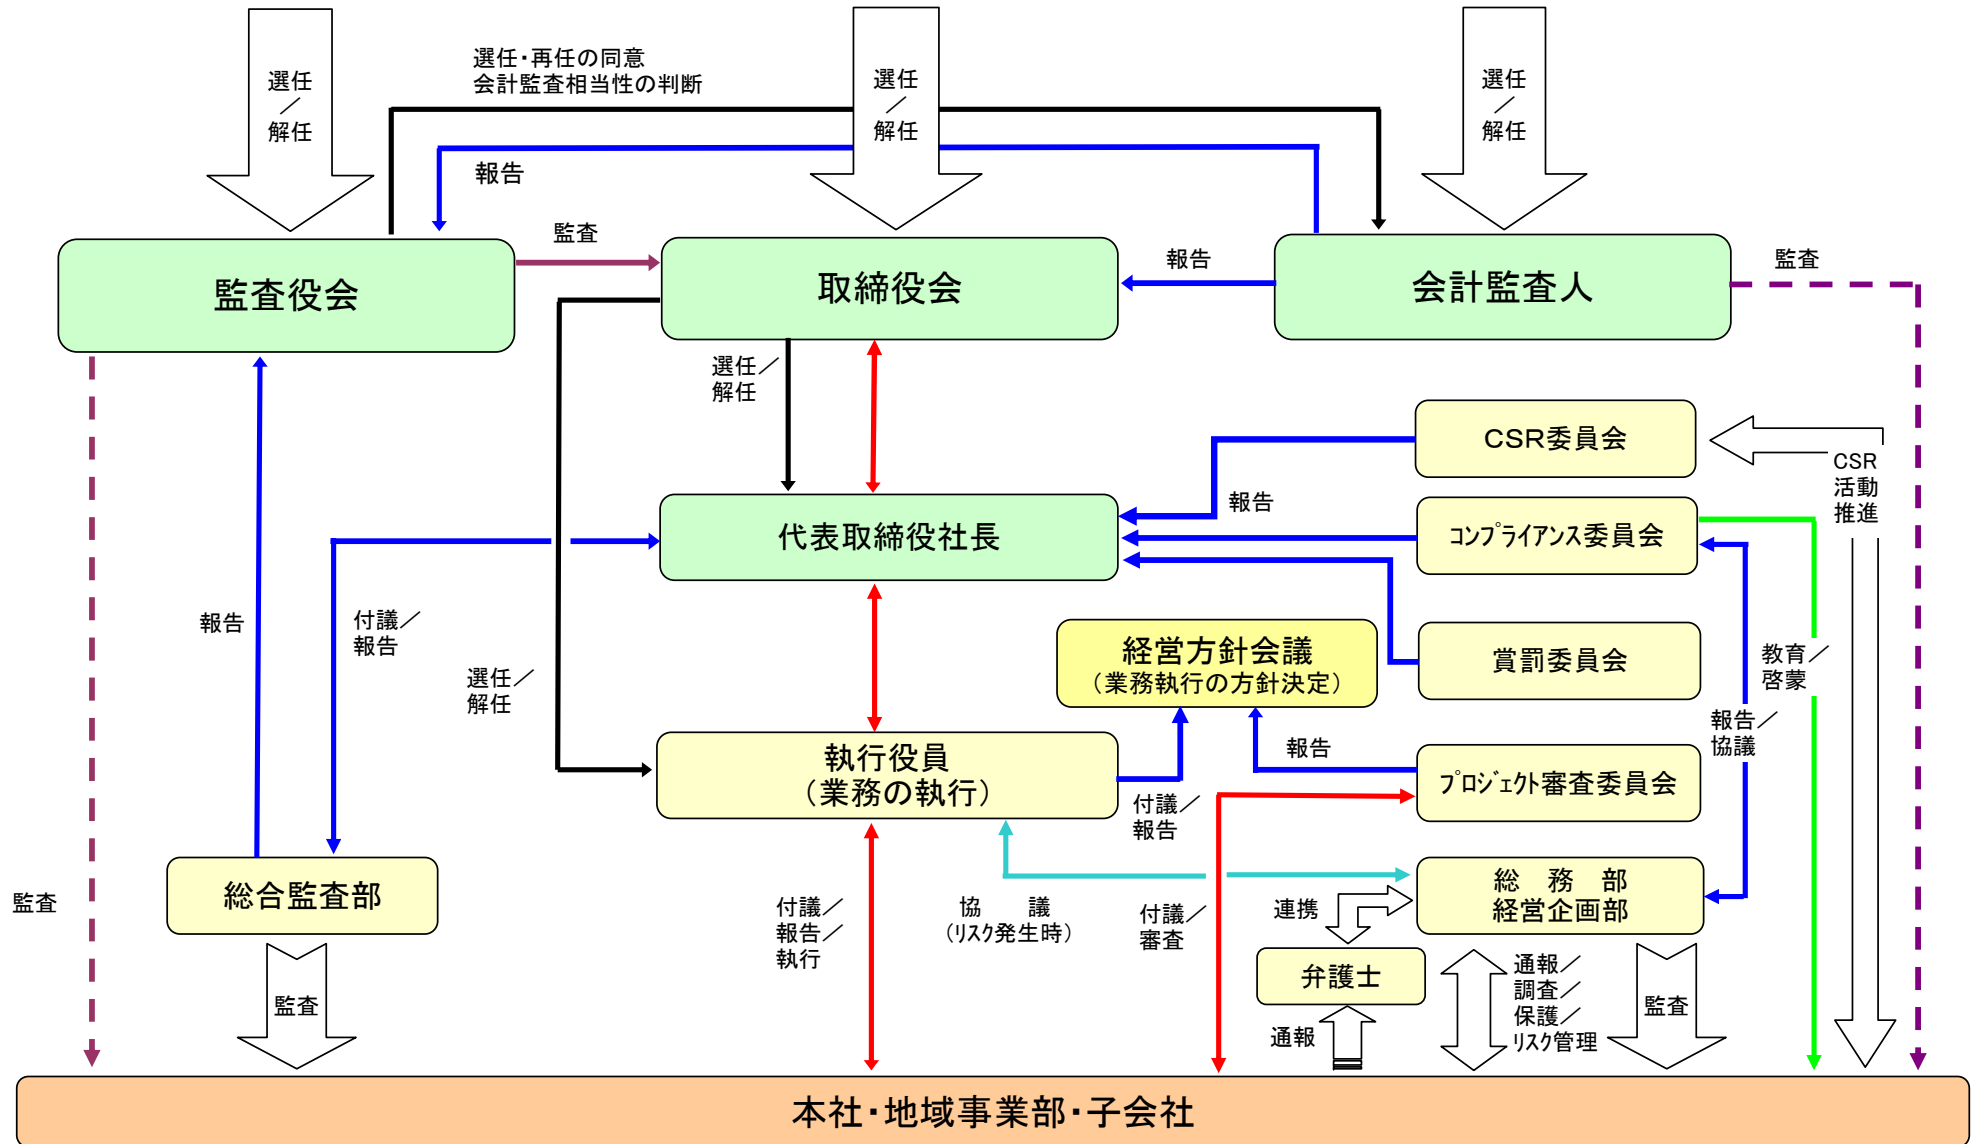 選任
／
解任
選任・再任の同意
会計監査相当性の判断
選任
／
解任
選任
／
解任
報告
監査
報告
監査
監査役会
取締役会
会計監査人
選任／
解任
CSR委員会
CSR
活動
推進
報告
代表取締役社長
コンプライアンス委員会
報告
付議／
報告
選任／
解任
経営方針会議
（業務執行の方針決定）
賞罰委員会
教育／
啓蒙
報告／
協議
執行役員
（業務の執行）
報告
プロジェクト審査委員会
付議／
報告
総合監査部
監査
付議／
報告／
執行
協　議
（リスク発生時）
付議／
審査
連携
総　務　部
経営企画部
弁護士
通報
通報／
調査／
保護／
リスク管理
監査
監査
本社・地域事業部・子会社